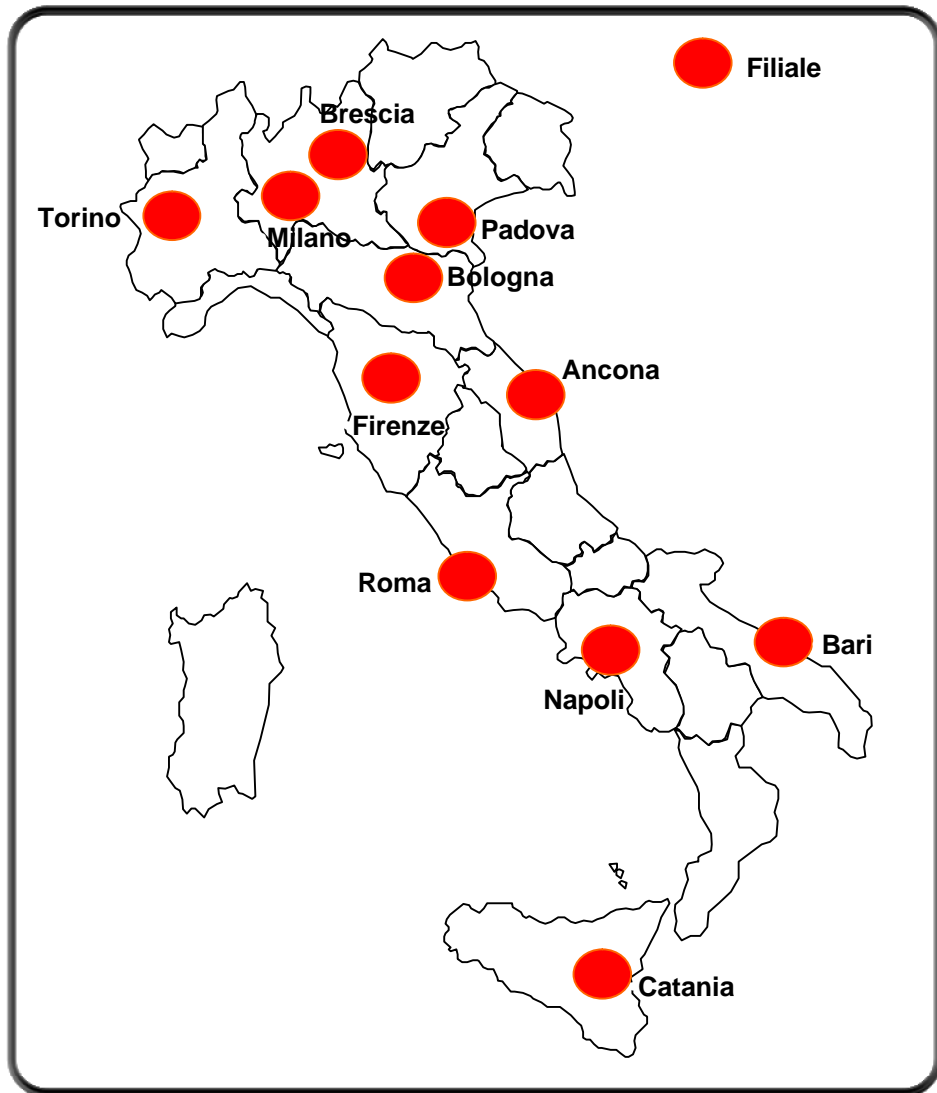 Filiale
Brescia
Torino
Milano
Padova
Bologna
Ancona
Firenze
Roma
Bari
Napoli
Catania